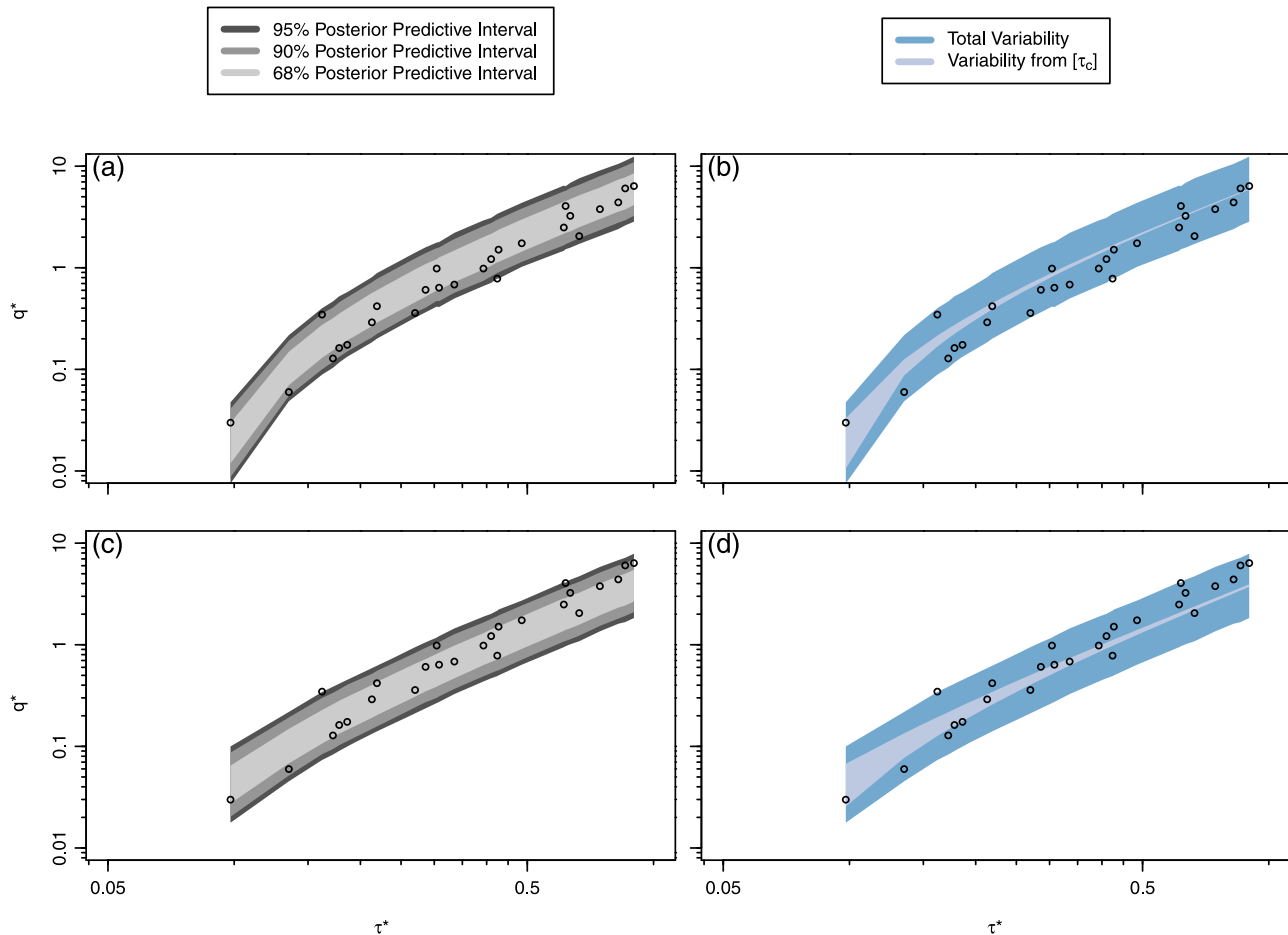 95% Posterior Predictive Interval
90% Posterior Predictive Interval
68% Posterior Predictive Interval
Total Variability
Variability from [τc]
(a)
(b)
10
1
0.1
0.01
q*
(c)
(d)
10
1
0.1
0.01
q*
0.05
0.5
0.05
0.5
τ*
τ*